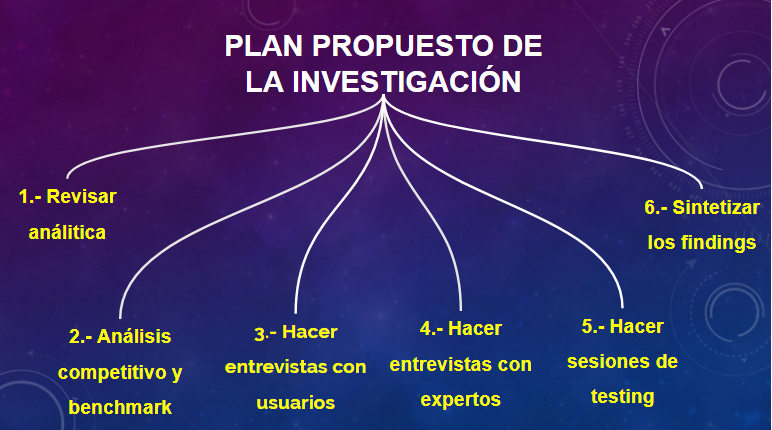 PLAN PROPUESTO DE
LA INVESTIGACIÓN
1.- Revisar
análitica
2.- Análisis
competitivo y
benchmark
3.- Hacer
entrevistas con
usuarios
4.- Hacer
entrevistas con
expertos
5.- Hacer
sesiones de
testing
6.- Sintetizar
los findings